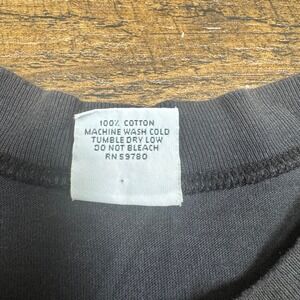 100% COTTON
MACHINE WASH COLD
TUMBLE DRY LOW
DO NOT BLEACH
RN 59780